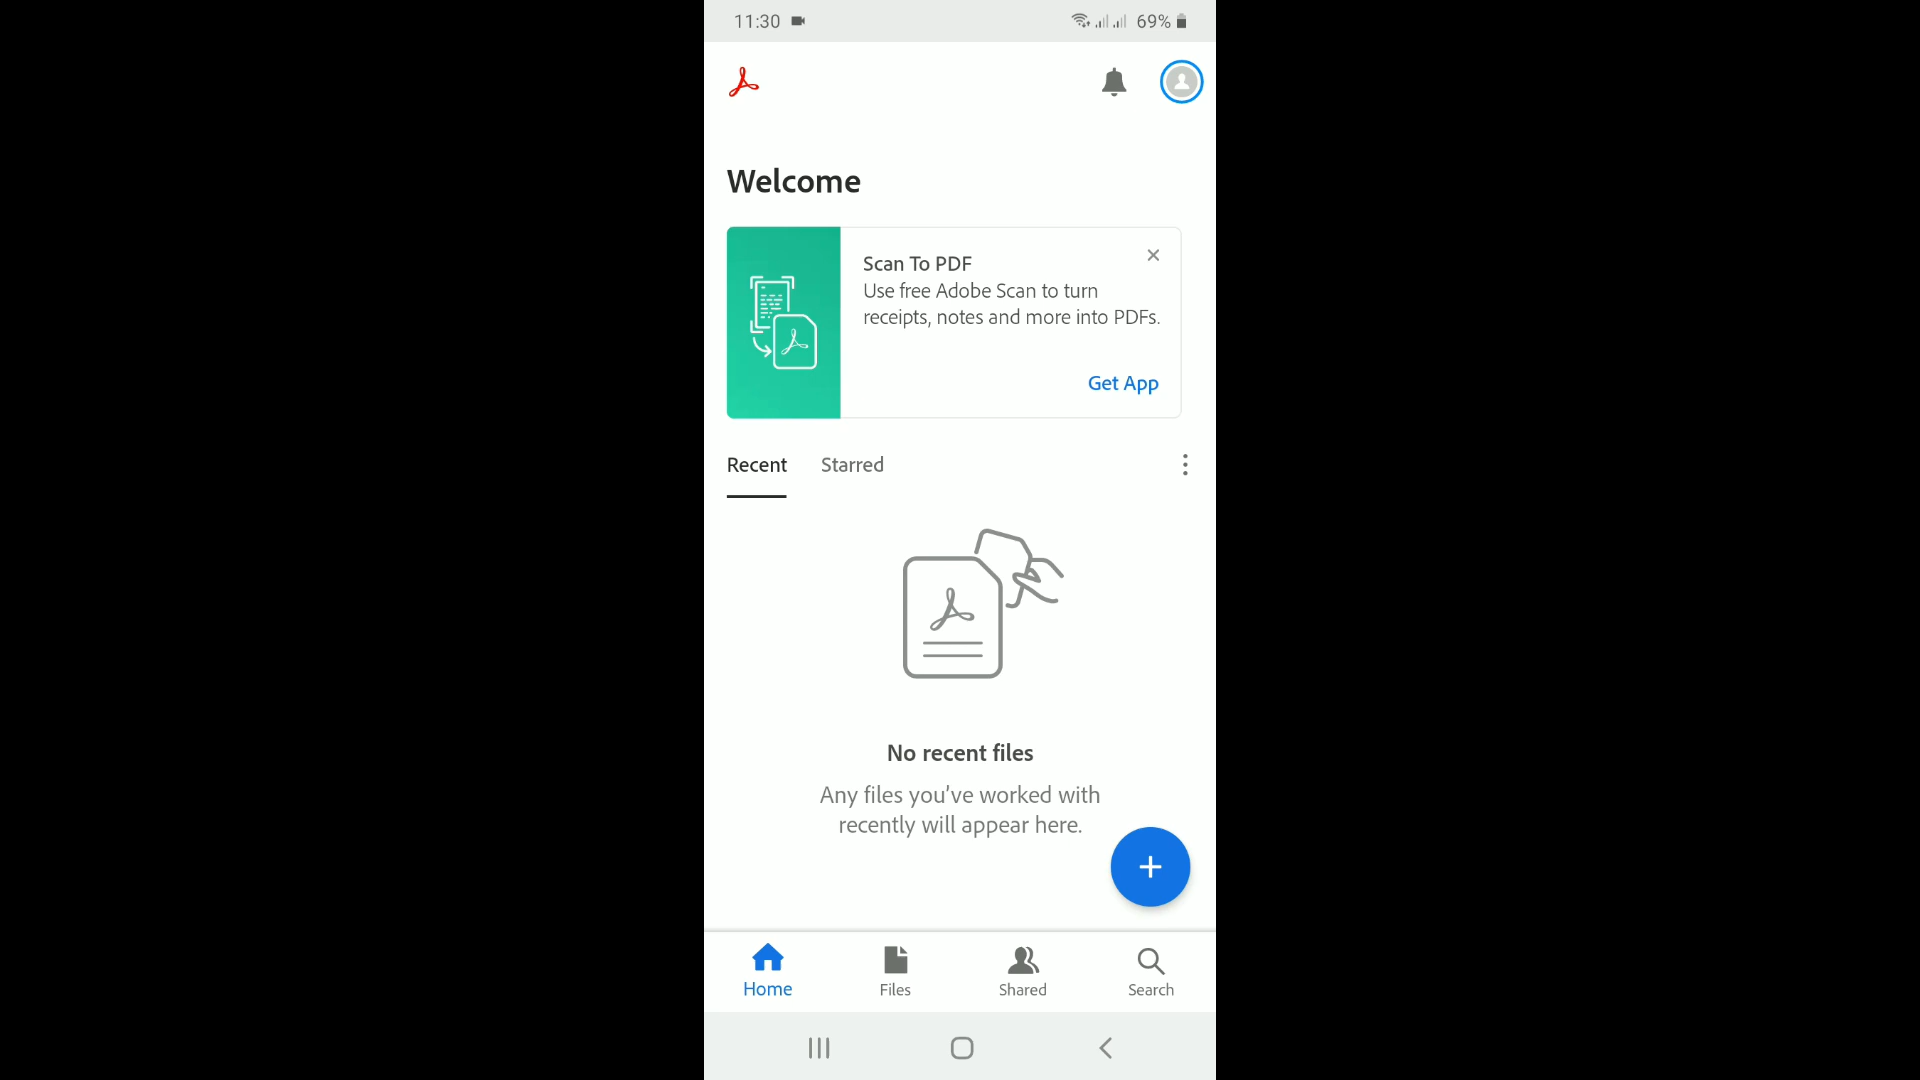 11:30
69%
Welcome
Scan To PDF
Use free Adobe Scan to turn
receipts, notes and more into PDFs.
Get App
Recent
Starred
No recent files
Any files you’ve worked with
recently will appear here.
Home
Files
Shared
Search